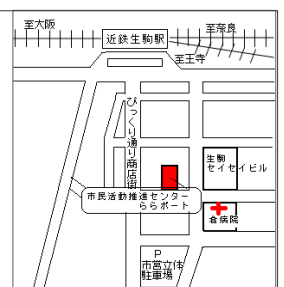 至大阪
近鉄生駒駅
至奈良
至王寺
ぴっくり通り商店街
生駒
セイセイビル
市民活動推進センター
ららポート
倉病院
P
市営立体
駐車場